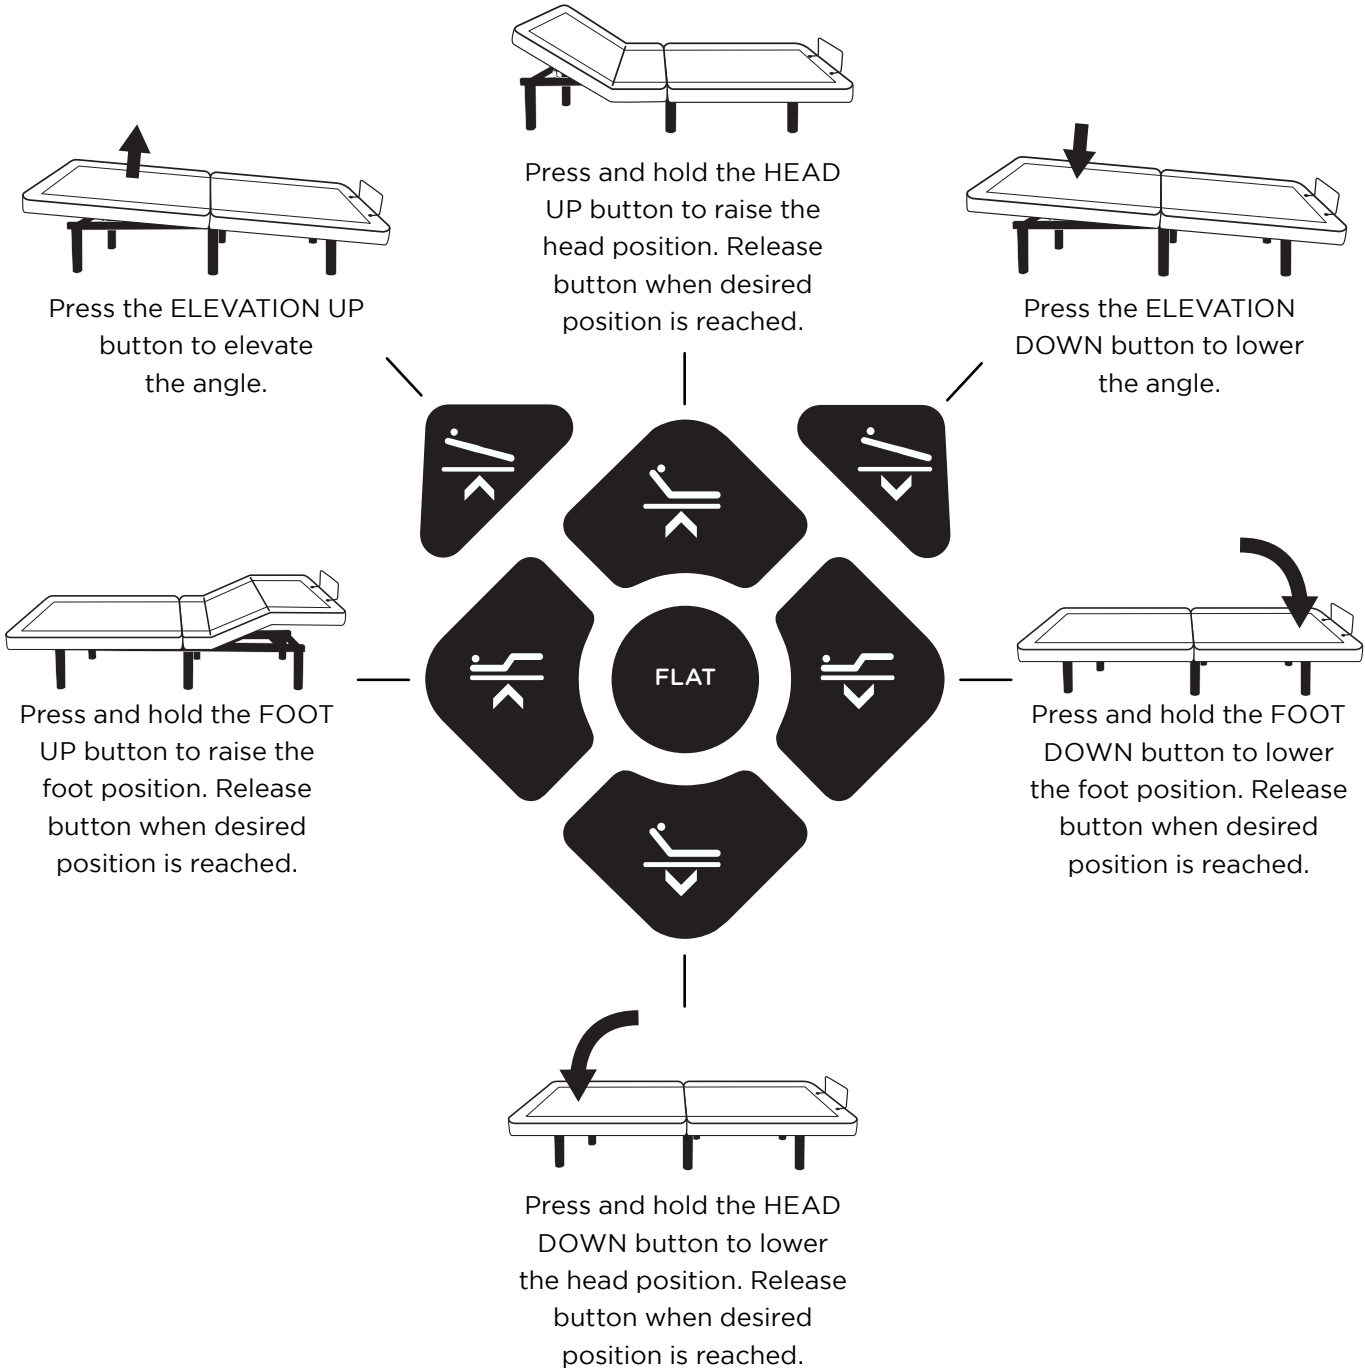 Press and hold the HEAD
UP button to raise the
head position. Release
button when desired
position is reached.
Press the ELEVATION UP
button to elevate
the angle.
Press the ELEVATION
DOWN button to lower
the angle.
FLAT
Press and hold the FOOT
UP button to raise the
foot position. Release
button when desired
position is reached.
Press and hold the FOOT
DOWN button to lower
the foot position. Release
button when desired
position is reached.
Press and hold the HEAD
DOWN button to lower
the head position. Release
button when desired
position is reached.